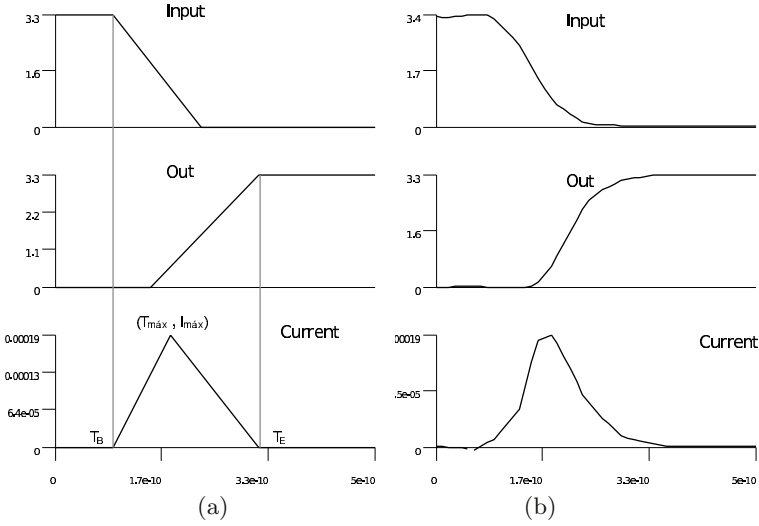 Input
3.3
1.6
0
Out
3.3
2.2
1.1
0
(Tmáx , Imáx)
Current
0.00019
0.00013
6.4e-05
0
TB
TE
0
1.7e-10
3.3e-10
5e-10
(a)
Input
3.4
1.7
0
Out
3.3
1.6
0
Current
00019
.5e-05
0
0
1.7e-10
3.3e-10
5e-10
(b)